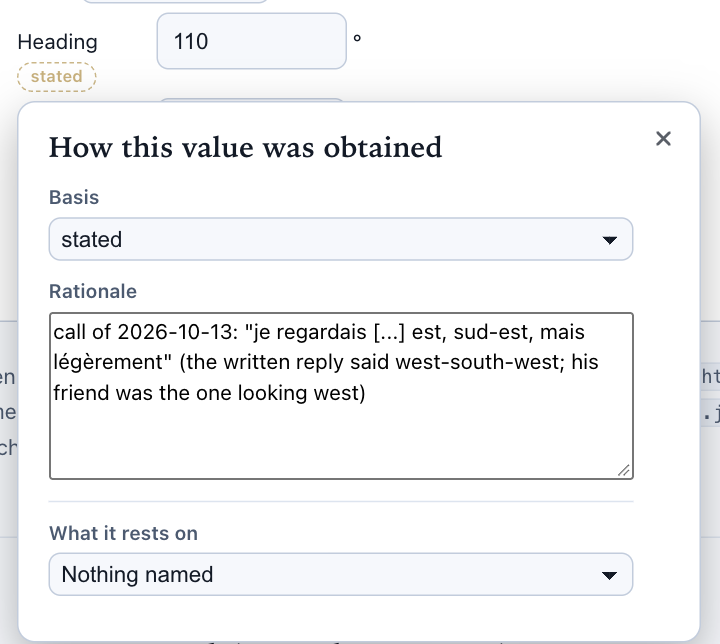 Heading
110 °
stated
How this value was obtained
Basis
stated
Rationale
call of 2026-10-13: "je regardais [...] est, sud-est, mais
légèrement" (the written reply said west-south-west; his
friend was the one looking west)
What it rests on
Nothing named